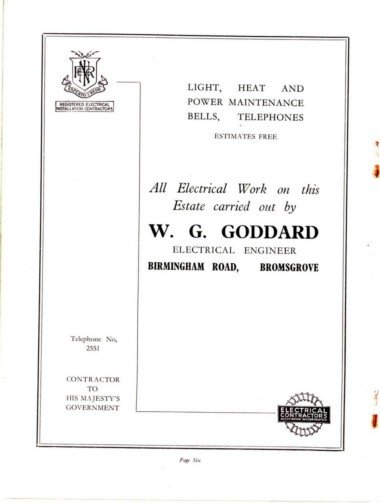 REGISTERED ELECTRICAL
INSTALLATION CONTRACTORS
LIGHT, HEAT AND
POWER MAINTENANCE
BELLS, TELEPHONES
ESTIMATES FREE
All Electrical Work on this
Estate carried out by
W. G. GODDARD
ELECTRICAL ENGINEER
BIRMINGHAM ROAD, BROMSGROVE
Telephone No.
2551
CONTRACTOR
TO
HIS MAJESTY'S
GOVERNMENT
ELECTRICAL
CONTRACTORS
Page Six